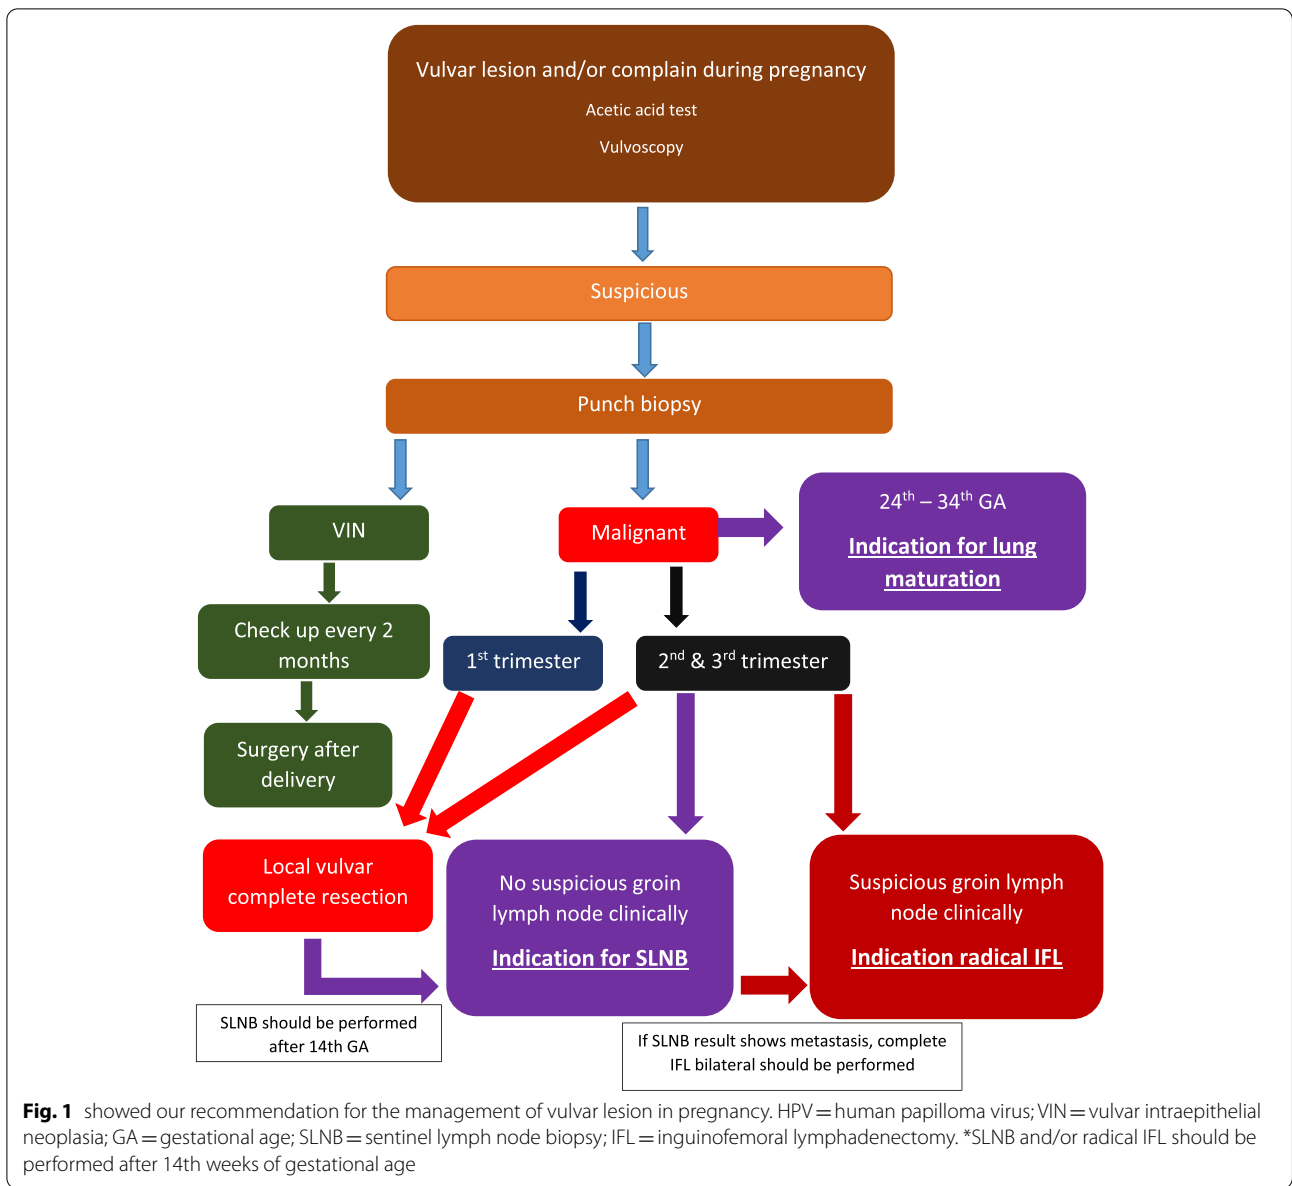 Vulvar lesion and/or complain during pregnancy
Acetic acid test
Vulvoscopy
Suspicious
Punch biopsy
VIN
Malignant
24th – 34th GA
Indication for lung
maturation
Check up every 2
months
1st trimester
2nd & 3rd trimester
Surgery after
delivery
Local vulvar
complete resection
No suspicious groin
lymph node clinically
Indication for SLNB
Suspicious groin lymph
node clinically
Indication radical IFL
SLNB should be performed
after 14th GA
If SLNB result shows metastasis, complete
IFL bilateral should be performed
Fig. 1 showed our recommendation for the management of vulvar lesion in pregnancy. HPV = human papilloma virus; VIN = vulvar intraepithelial
neoplasia; GA = gestational age; SLNB = sentinel lymph node biopsy; IFL = inguinofemoral lymphadenectomy. *SLNB and/or radical IFL should be
performed after 14th weeks of gestational age